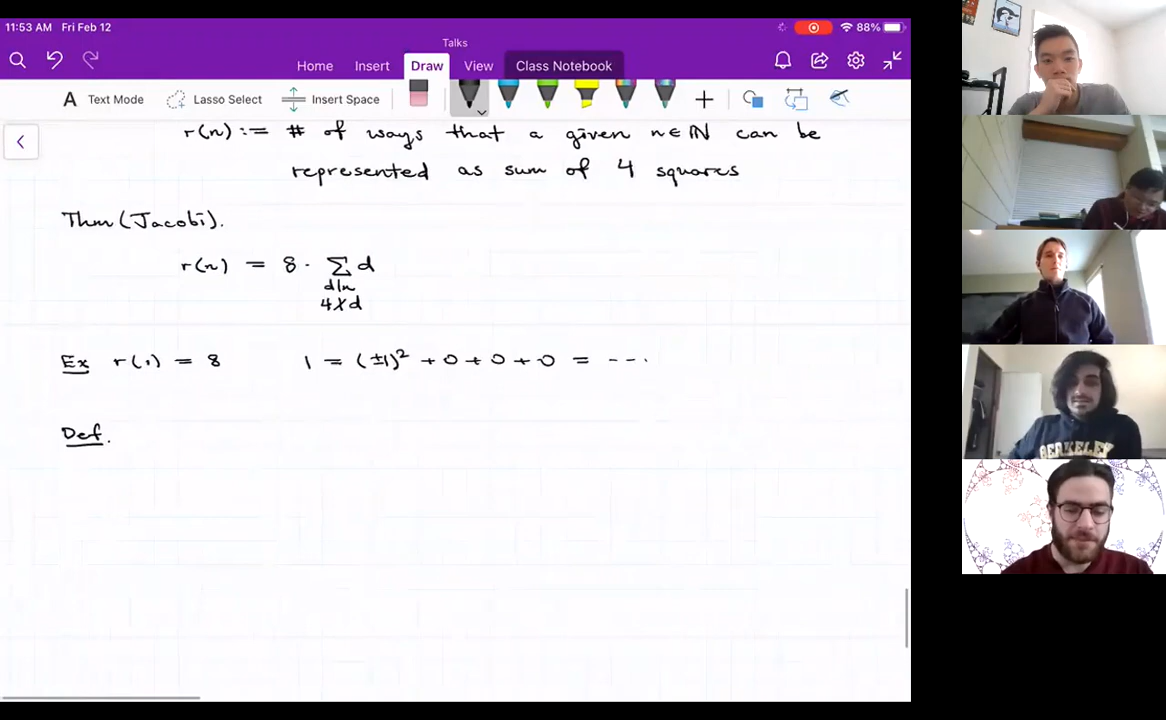 11:53 AM Fri Feb 12
88%
Talks
Home Insert Draw View Class Notebook
Text Mode Lasso Select Insert Space
r(n) := # of ways that a given n ∈ ℕ can be
represented as sum of 4 squares
Thm (Jacobi).
r(n) = 8 · Σ d
d|n
4∤d
Ex r(1) = 8 1 = (±1)² + 0 + 0 + 0 = ---.
Def.
BERKELEY